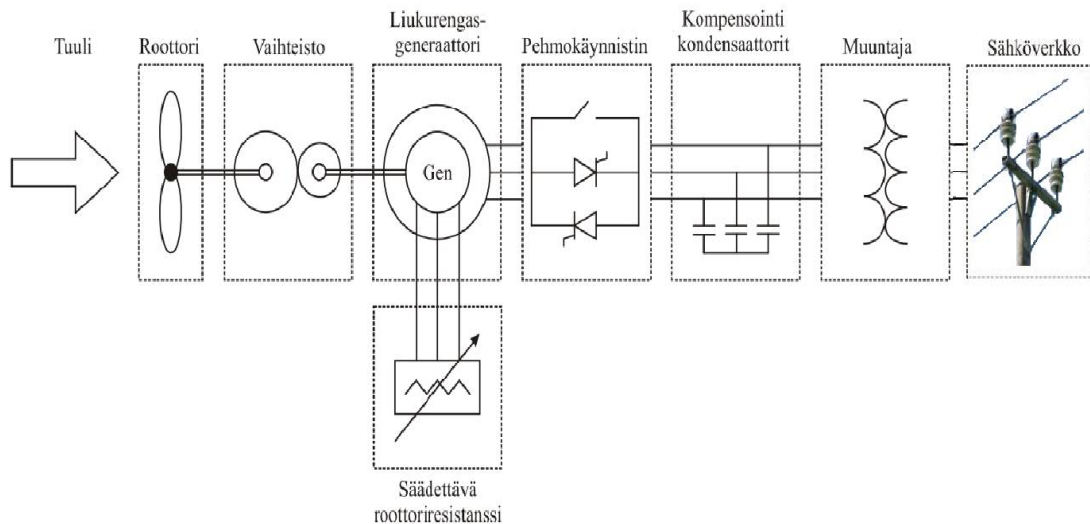 Tuuli
Roottori
Vaihteisto
Liukurengas-
generaattori
Pehmokäynnistin
Kompensointi
kondensaattorit
Muuntaja
Sähköverkko
Gen
Säädettävä
roottoriresistanssi